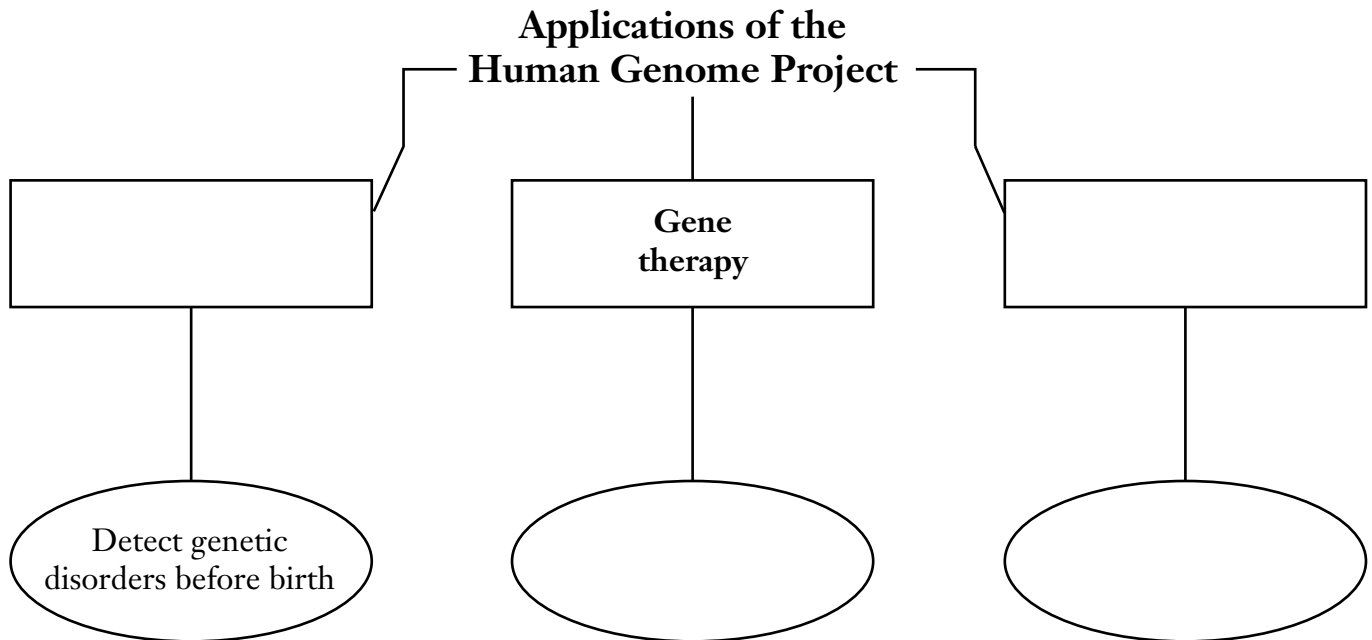 Applications of the
Human Genome Project
Gene
therapy
Detect genetic
disorders before birth